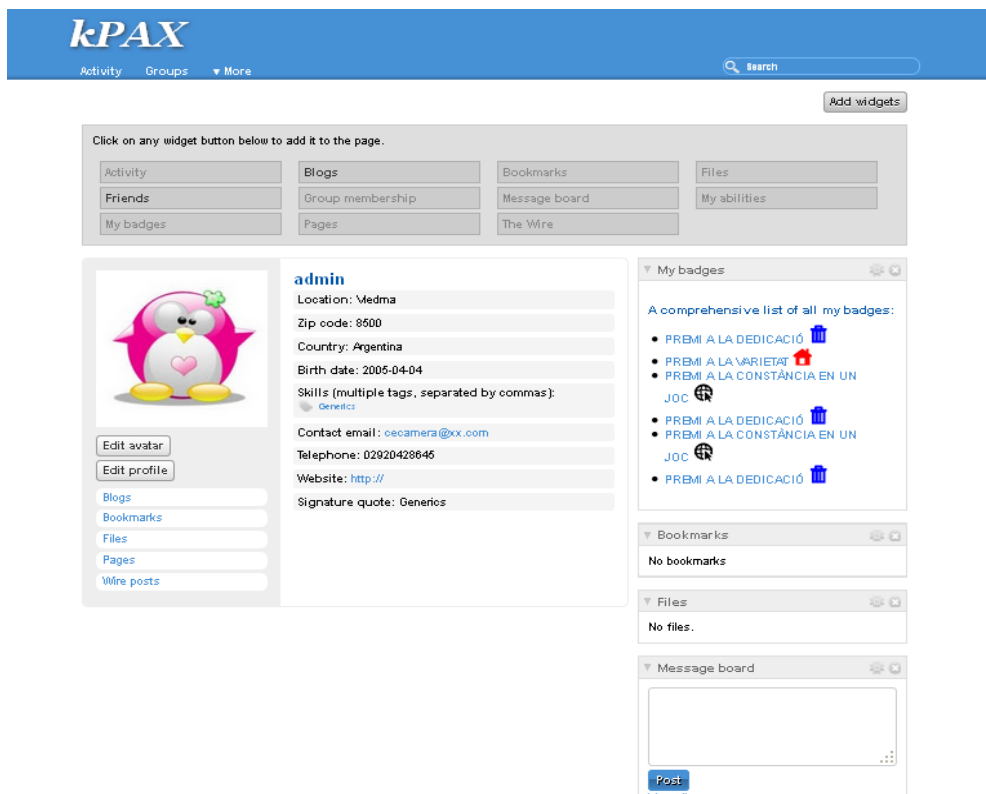 kPAX
Activity Groups ▼ More
Search
Add widgets
Click on any widget button below to add it to the page.
Activity Blogs Bookmarks Files
Friends Group membership Message board My abilities
My badges Pages The Wire
admin
Location: Viedma
Zip code: 8500
Country: Argentina
Birth date: 2005-04-04
Skills (multiple tags, separated by commas):
Generics
Contact email: cecamera@xx.com
Telephone: 02920428645
Website: http://
Signature quote: Generics
Edit avatar
Edit profile
Blogs
Bookmarks
Files
Pages
Wire posts
My badges
A comprehensive list of all my badges:
• PREMI A LA DEDICACIÓ
• PREMI A LA VARIETAT
• PREMI A LA CONSTÀNCIA EN UN
JOC
• PREMI A LA DEDICACIÓ
• PREMI A LA CONSTÀNCIA EN UN
JOC
• PREMI A LA DEDICACIÓ
Bookmarks
No bookmarks
Files
No files.
Message board
Post